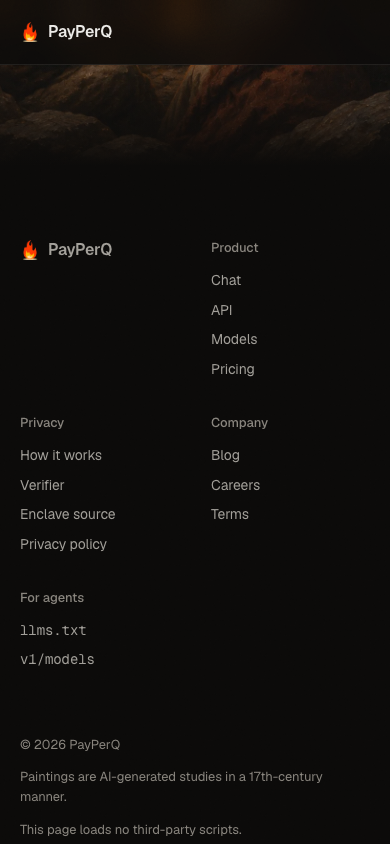 PayPerQ
PayPerQ
Product
Chat
API
Models
Pricing
Privacy
How it works
Verifier
Enclave source
Privacy policy
Company
Blog
Careers
Terms
For agents
llms.txt
v1/models
© 2026 PayPerQ
Paintings are AI-generated studies in a 17th-century
manner.
This page loads no third-party scripts.